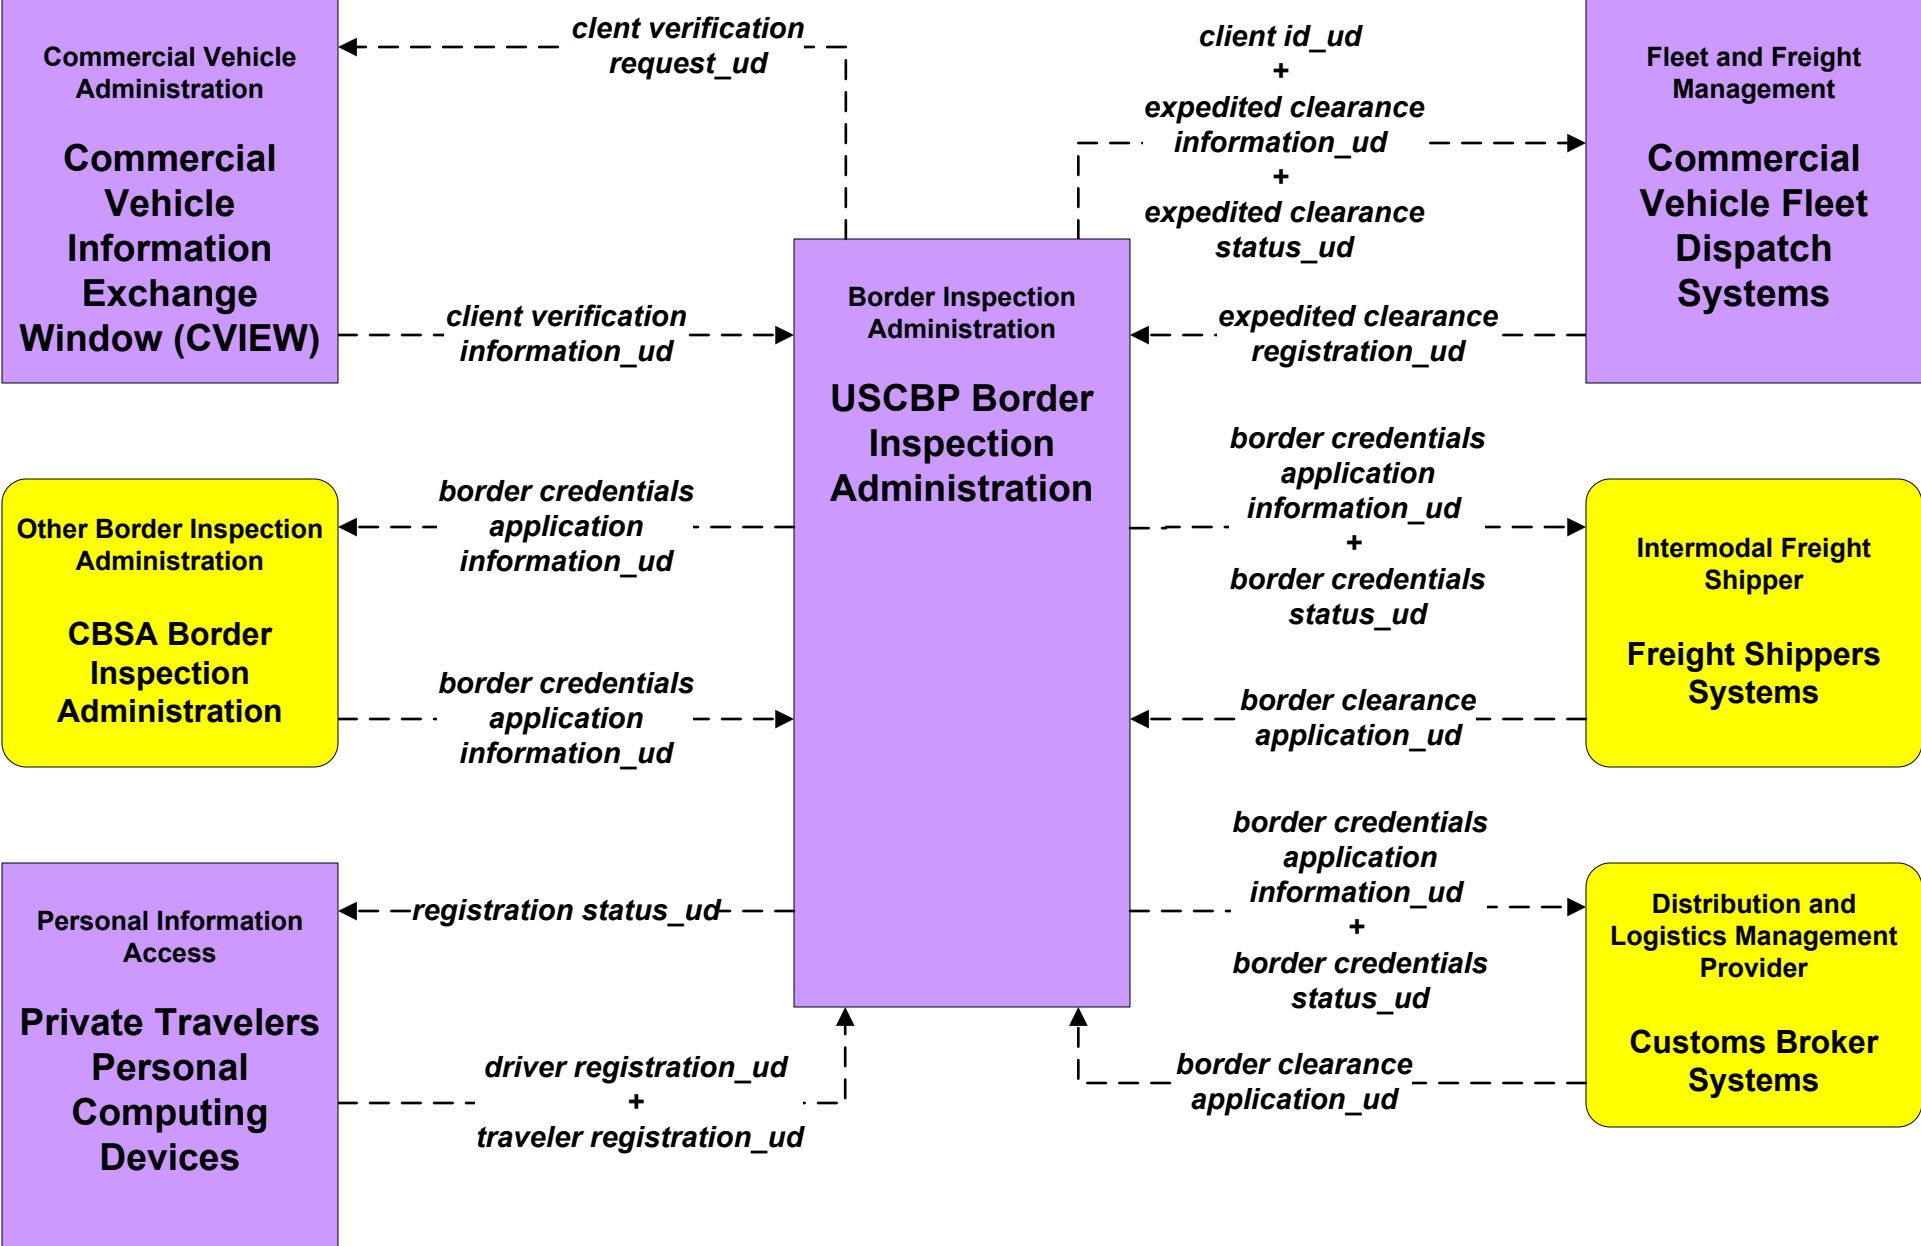 Commercial Vehicle
Administration
Commercial
Vehicle
Information
Exchange
Window (CVIEW)
clent verification
request_ud
client id_ud
+
expedited clearance
information_ud
+
expedited clearance
status_ud
Fleet and Freight
Management
Commercial
Vehicle Fleet
Dispatch
Systems
client verification
information_ud
Border Inspection
Administration
USCBP Border
Inspection
Administration
expedited clearance
registration_ud
Other Border Inspection
Administration
CBSA Border
Inspection
Administration
border credentials
application
information_ud
border credentials
application
information_ud
border credentials
application
information_ud
+
border credentials
status_ud
border clearance
application_ud
Intermodal Freight
Shipper
Freight Shippers
Systems
Personal Information
Access
Private Travelers
Personal
Computing
Devices
registration status_ud
driver registration_ud
+
traveler registration_ud
border credentials
application
information_ud
+
border credentials
status_ud
border clearance
application_ud
Distribution and
Logistics Management
Provider
Customs Broker
Systems